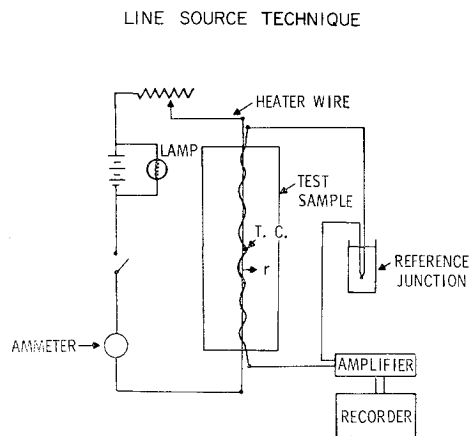 LINE SOURCE TECHNIQUE
HEATER WIRE
LAMP
TEST
SAMPLE
T. C.
r
REFERENCE
JUNCTION
AMMETER
AMPLIFIER
RECORDER